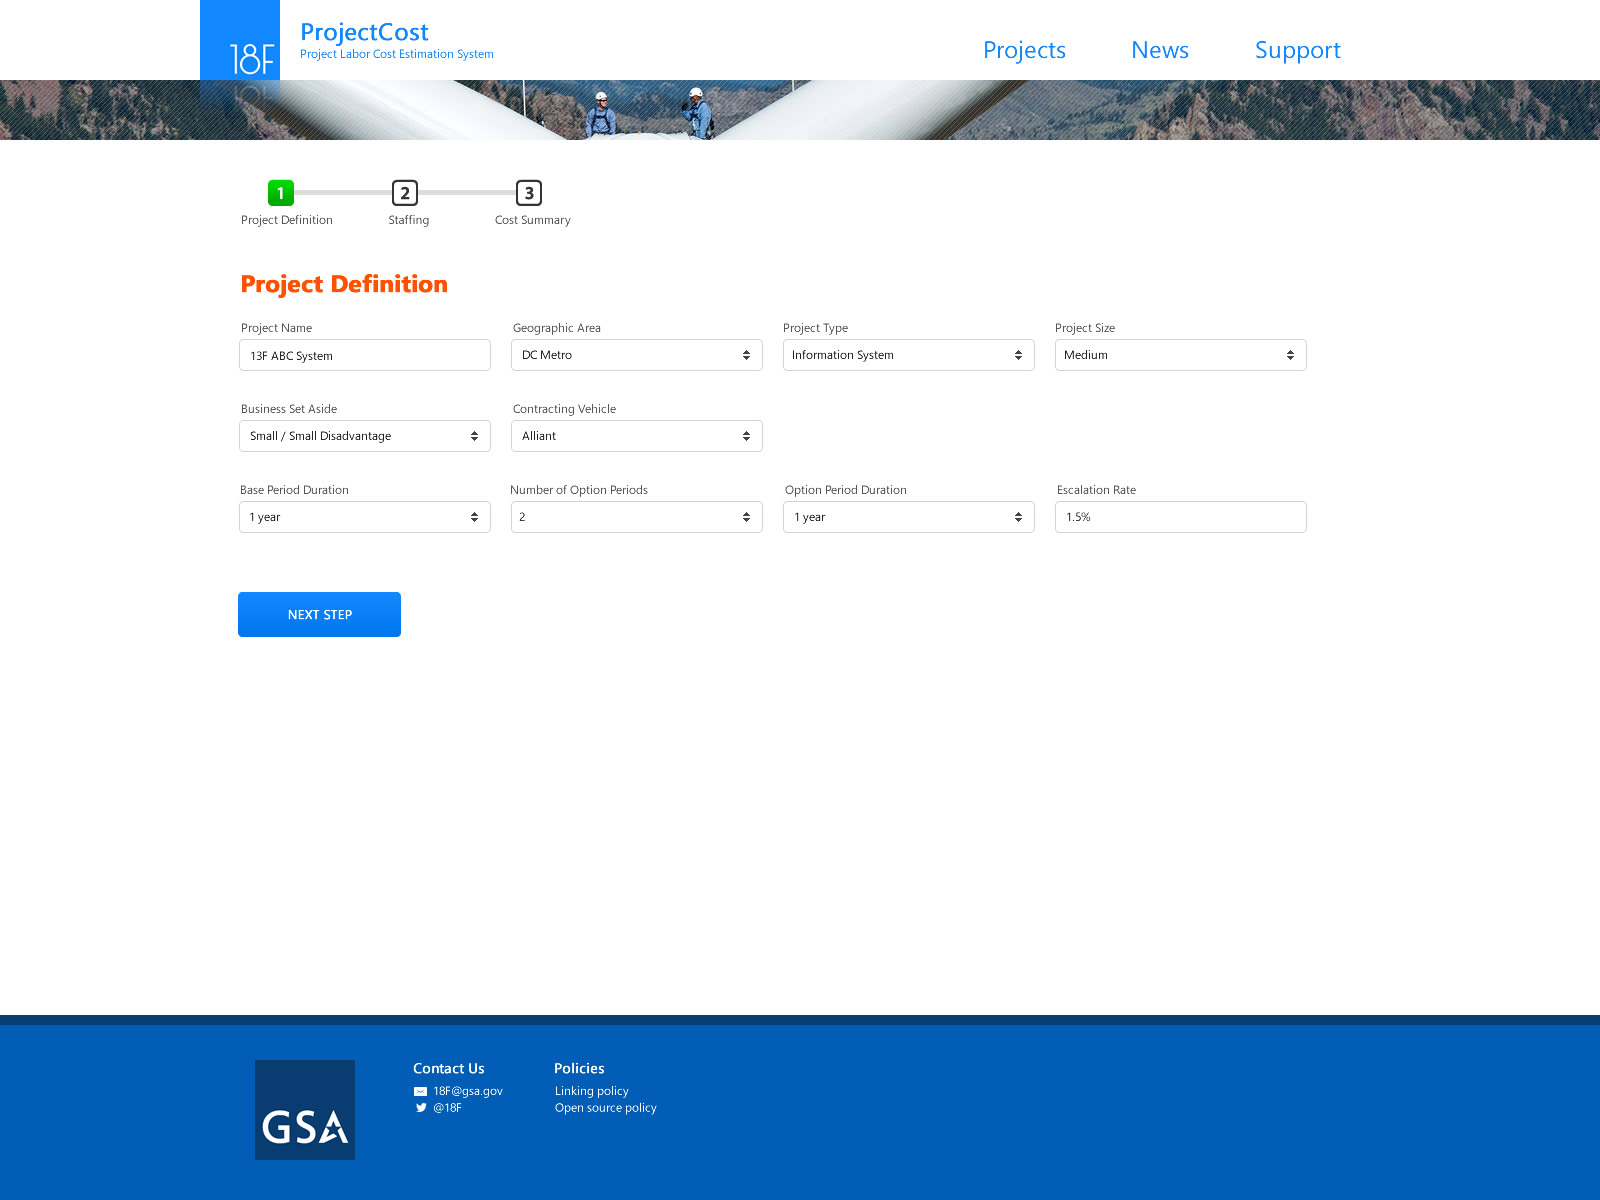 18F
ProjectCost
Project Labor Cost Estimation System
Projects News Support
1 2 3
Project Definition Staffing Cost Summary
Project Definition
Project Name Geographic Area Project Type Project Size
13F ABC System DC Metro Information System Medium
Business Set Aside Contracting Vehicle
Small / Small Disadvantage Alliant
Base Period Duration Number of Option Periods Option Period Duration Escalation Rate
1 year 2 1 year 1.5%
NEXT STEP
GSA
Contact Us
18F@gsa.gov
@18F
Policies
Linking policy
Open source policy